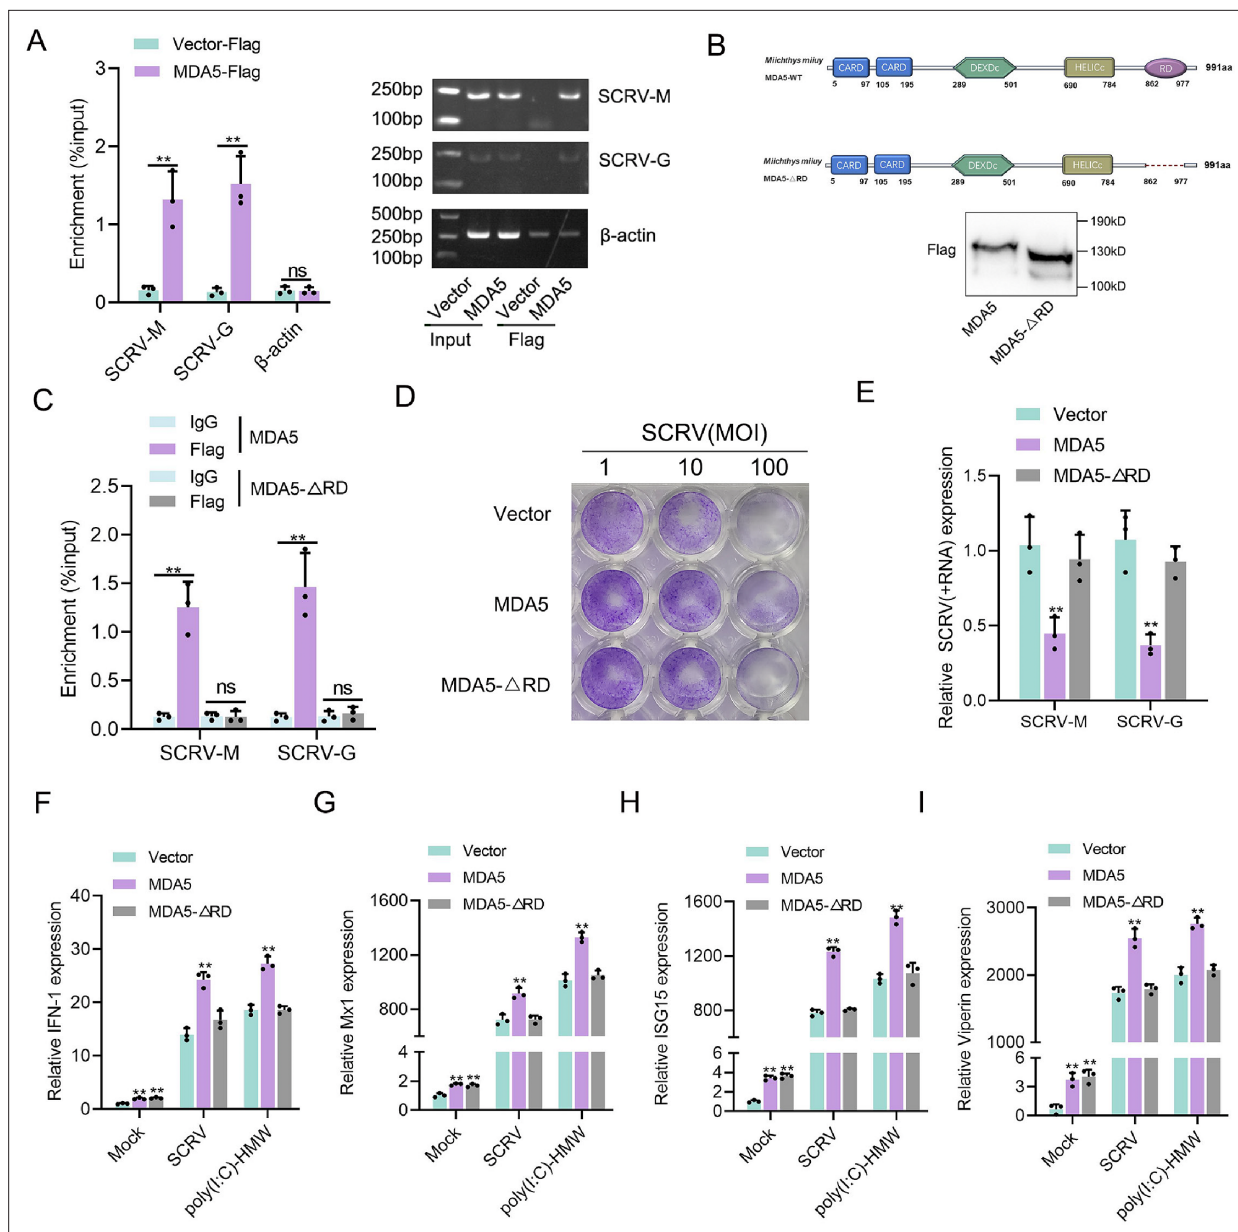 A
Vector-Flag
MDA5-Flag
Enrichment (%input)
3
2
1
0
**
**
ns
SCRV-M
SCRV-G
β-actin
250bp
100bp
SCRV-M
250bp
100bp
SCRV-G
500bp
250bp
100bp
β-actin
Vector
MDA5
Vector
MDA5
Input
Flag
B
Miichthys miiuy
MDA5-WT
CARD
CARD
DEXDc
HELICc
RD
991aa
5
97
105
195
289
501
690
784
862
977
Miichthys miiuy
MDA5-△RD
CARD
CARD
DEXDc
HELICc
991aa
5
97
105
195
289
501
690
784
862
977
Flag
190kD
130kD
100kD
MDA5
MDA5-△RD
C
IgG
Flag
MDA5
IgG
Flag
MDA5-△RD
Enrichment (%input)
2.5
2.0
1.5
1.0
0.5
0.0
**
ns
**
ns
SCRV-M
SCRV-G
D
SCRV(MOI)
1
10
100
Vector
MDA5
MDA5-△RD
E
Vector
MDA5
MDA5-△RD
Relative SCRV(+RNA) expression
1.5
1.0
0.5
0.0
**
**
SCRV-M
SCRV-G
F
Vector
MDA5
MDA5-△RD
Relative IFN-1 expression
40
30
20
10
0
** **
**
**
Mock
SCRV
poly(I:C)-HMW
G
Vector
MDA5
MDA5-△RD
Relative Mx1 expression
1600
1200
800
4
2
0
** **
**
**
Mock
SCRV
poly(I:C)-HMW
H
Vector
MDA5
MDA5-△RD
Relative ISG15 expression
1600
1200
800
6
4
2
0
** **
**
**
Mock
SCRV
poly(I:C)-HMW
I
Vector
MDA5
MDA5-△RD
Relative Viperin expression
3000
2000
1000
6
3
0
** **
**
**
Mock
SCRV
poly(I:C)-HMW